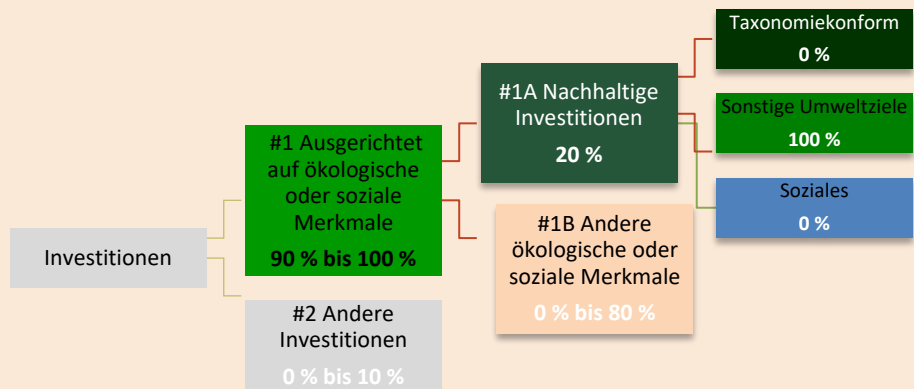 Investitionen
#1 Ausgerichtet
auf ökologische
oder soziale
Merkmale
90 % bis 100 %
#2 Andere
Investitionen
0 % bis 10 %
#1A Nachhaltige
Investitionen
20 %
#1B Andere
ökologische oder
soziale Merkmale
0 % bis 80 %
Taxonomiekonform
0 %
Sonstige Umweltziele
100 %
Soziales
0 %